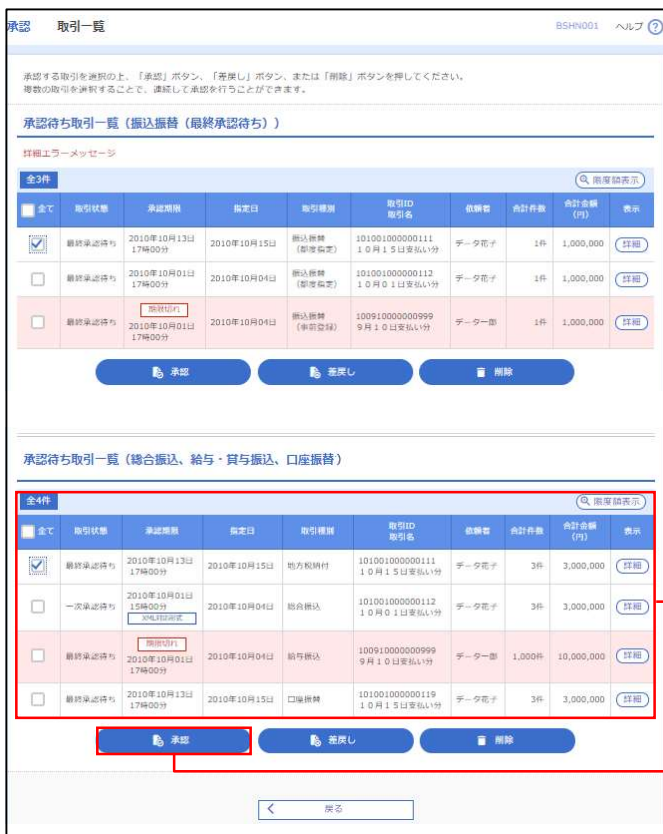 承認 取引一覧 BSHN001 ヘルプ ?
承認する取引を選択の上、「承認」ボタン、「差戻し」ボタン、または「削除」ボタンを押してください。
複数の取引を選択することで、連続して承認を行うことができます。
承認待ち取引一覧（振込振替（最終承認待ち））
詳細エラーメッセージ
全3件 限度額表示
全て 取引状態 承認期限 指定日 取引種別 取引ID 依頼者 合計件数 合計金額 表示
取引名 (円)
最終承認待ち 2010年10月13日 2010年10月15日 振込振替 101001000000111 データ花子 1件 1,000,000 詳細
17時00分 (都度指定) 10月15日支払い分
最終承認待ち 2010年10月01日 2010年10月04日 振込振替 101001000000112 データ花子 1件 1,000,000 詳細
17時00分 (都度指定) 10月01日支払い分
期限切れ
最終承認待ち 2010年10月01日 2010年10月04日 振込振替 100910000000999 データ一郎 1件 1,000,000 詳細
17時00分 (事前登録) 9月10日支払い分
承認 差戻し 削除
承認待ち取引一覧（総合振込、給与・賞与振込、口座振替）
全4件 限度額表示
全て 取引状態 承認期限 指定日 取引種別 取引ID 依頼者 合計件数 合計金額 表示
取引名 (円)
最終承認待ち 2010年10月13日 2010年10月15日 地方税納付 101001000000111 データ花子 3件 3,000,000 詳細
17時00分 10月15日支払い分
一次承認待ち 2010年10月01日 2010年10月04日 総合振込 101001000000112 データ花子 3件 3,000,000 詳細
15時00分 10月01日支払い分
XML対応形式
期限切れ
最終承認待ち 2010年10月01日 2010年10月04日 給与振込 100910000000999 データ一郎 1,000件 10,000,000 詳細
17時00分 9月10日支払い分
最終承認待ち 2010年10月13日 2010年10月15日 口座振替 101001000000119 データ花子 3件 3,000,000 詳細
17時00分 10月15日支払い分
承認 差戻し 削除
戻る